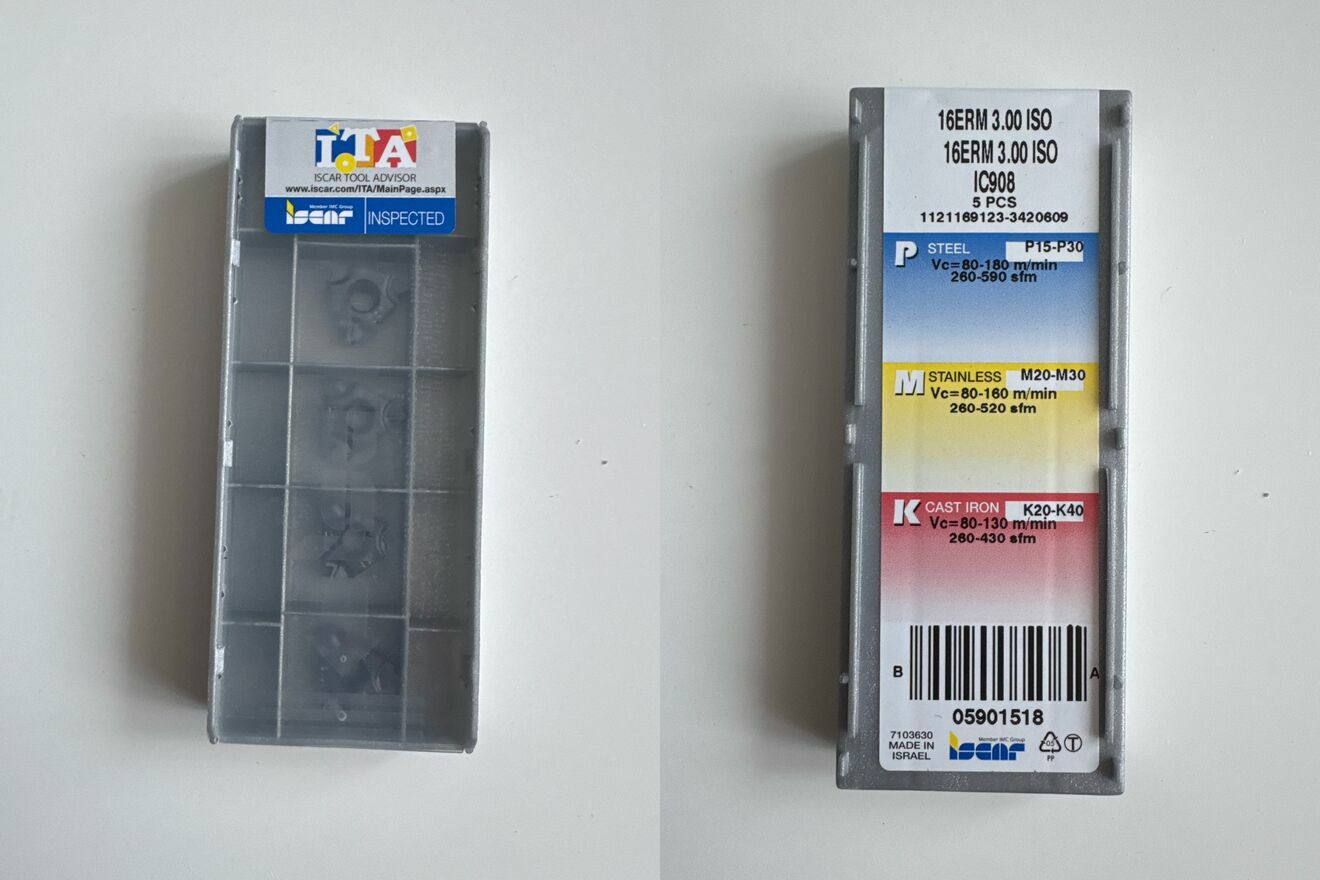 ITA
ISCAR TOOL ADVISOR
www.iscar.com/ITA/MainPage.aspx
Member IMC Group
iscar INSPECTED
16ERM 3.00 ISO
16ERM 3.00 ISO
IC908
5 PCS
1121169123-3420609
P STEEL P15-P30
Vc=80-180 m/min
260-590 sfm
M STAINLESS M20-M30
Vc=80-160 m/min
260-520 sfm
K CAST IRON K20-K40
Vc=80-130 m/min
260-430 sfm
B A
05901518
7103630
MADE IN
ISRAEL
Member IMC Group
iscar
05
PP
T